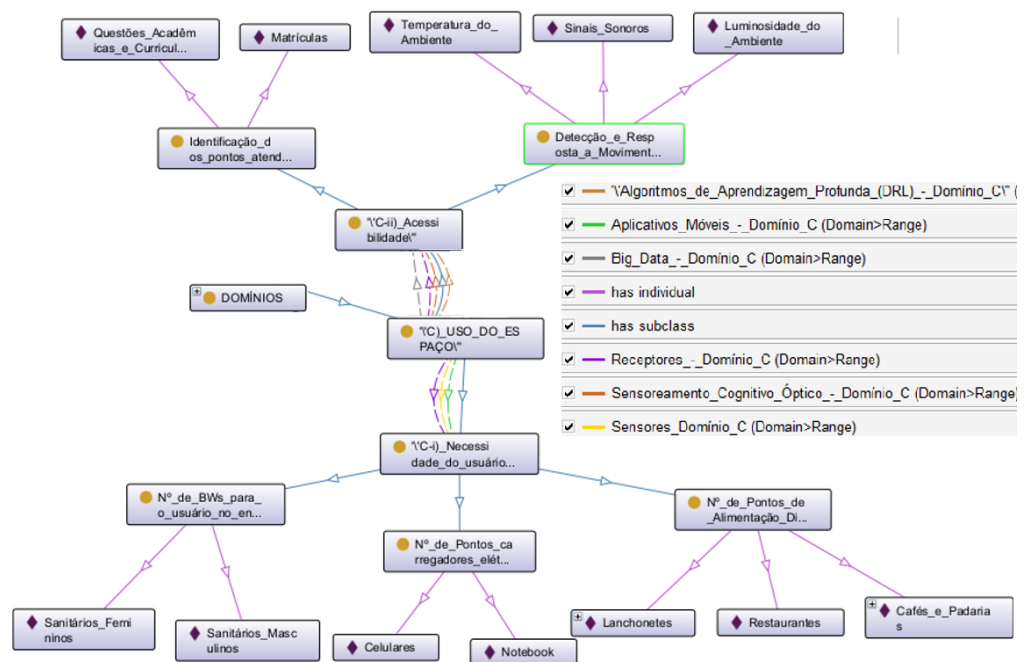 Questões_Acadêm
icas_e_Curricul...
Matrículas
Temperatura_do_
Ambiente
Sinais_Sonoros
Luminosidade_do
_Ambiente
Identificação_d
os_pontos_atend...
Detecção_e_Resp
osta_a_Moviment...
"\'C-ii)_Acessi
bilidade\"
DOMÍNIOS
"\'(C)_USO_DO_ES
PAÇO\"
"\'C-i)_Necessi
dade_do_usuário...
Nº_de_BWs_para_
o_usuário_no_en...
Nº_de_Pontos_ca
rregadores_elét...
Nº_de_Pontos_de
_Alimentação_Di...
Sanitários_Femi
ninos
Sanitários_Masc
ulinos
Celulares
Notebook
Lanchonetes
Restaurantes
Cafés_e_Padaria
s
"\'Algoritmos_de_Aprendizagem_Profunda_(DRL)_-_Domínio_C\" (
Aplicativos_Móveis_-_Domínio_C (Domain>Range)
Big_Data_-_Domínio_C (Domain>Range)
has individual
has subclass
Receptores_-_Domínio_C (Domain>Range)
Sensoreamento_Cognitivo_Óptico_-_Domínio_C (Domain>Range)
Sensores_Domínio_C (Domain>Range)